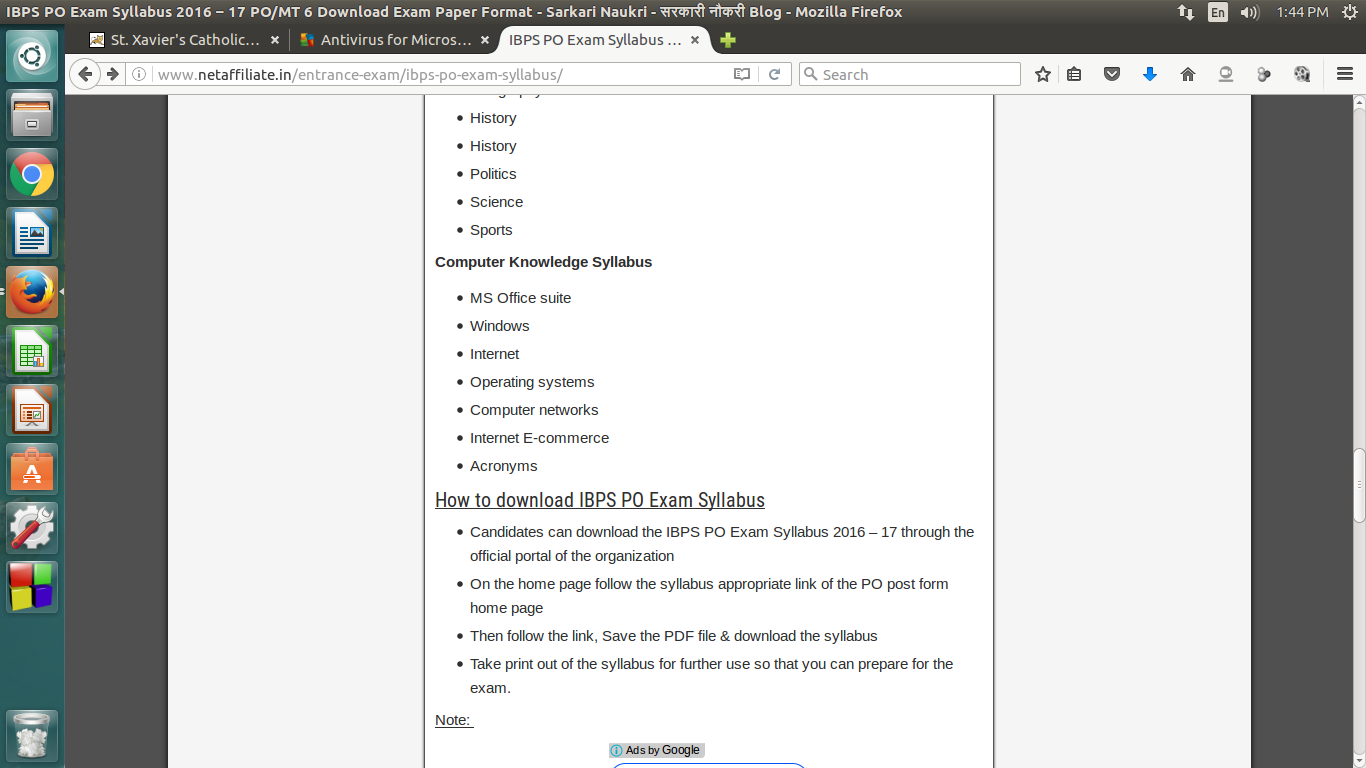 IBPS PO Exam Syllabus 2016 – 17 PO/MT 6 Download Exam Paper Format - Sarkari Naukri - सरकारी नौकरी Blog - Mozilla Firefox
En
1:44 PM
St. Xavier's Catholic...
Antivirus for Micros...
IBPS PO Exam Syllabus ...
www.netaffiliate.in/entrance-exam/ibps-po-exam-syllabus/
Search
History
History
Politics
Science
Sports
Computer Knowledge Syllabus
MS Office suite
Windows
Internet
Operating systems
Computer networks
Internet E-commerce
Acronyms
How to download IBPS PO Exam Syllabus
Candidates can download the IBPS PO Exam Syllabus 2016 – 17 through the
official portal of the organization
On the home page follow the syllabus appropriate link of the PO post form
home page
Then follow the link, Save the PDF file & download the syllabus
Take print out of the syllabus for further use so that you can prepare for the
exam.
Note:
Ads by Google